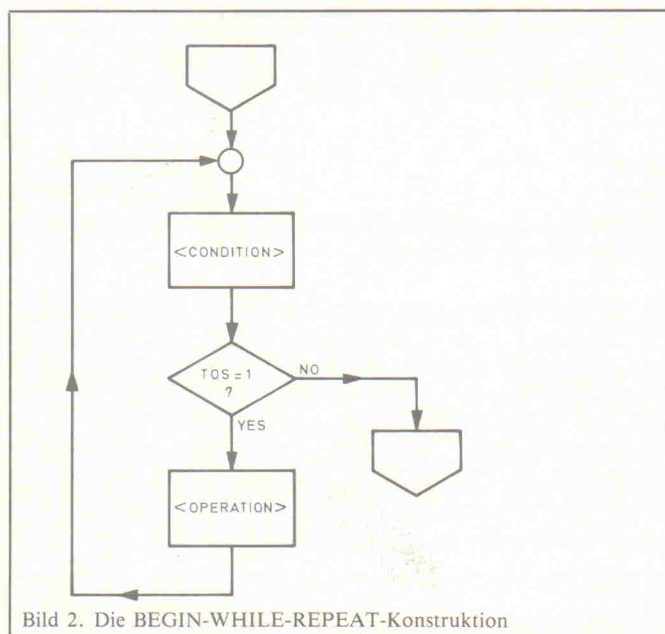 <CONDITION>
TOS = 1
?
NO
YES
<OPERATION>
Bild 2. Die BEGIN-WHILE-REPEAT-Konstruktion